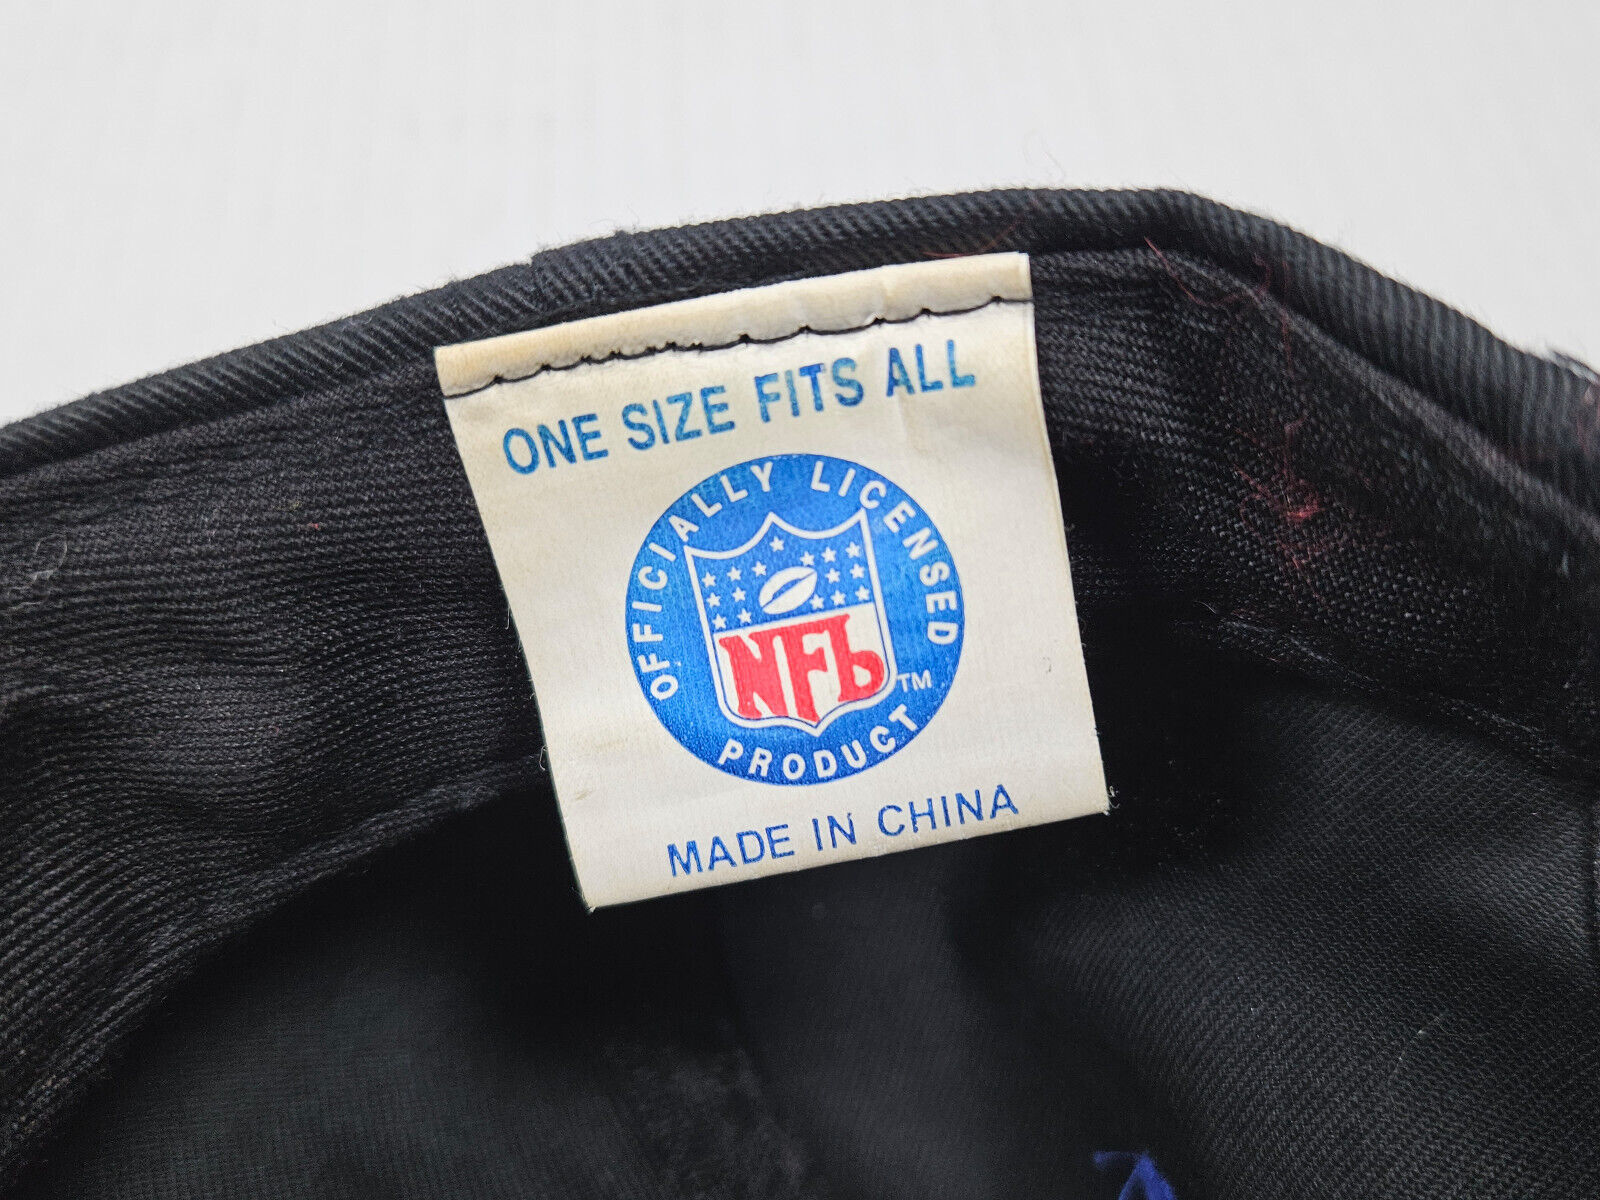 ONE SIZE FITS ALL
OFFICIALLY LICENSED
NFL
TM
PRODUCT
MADE IN CHINA